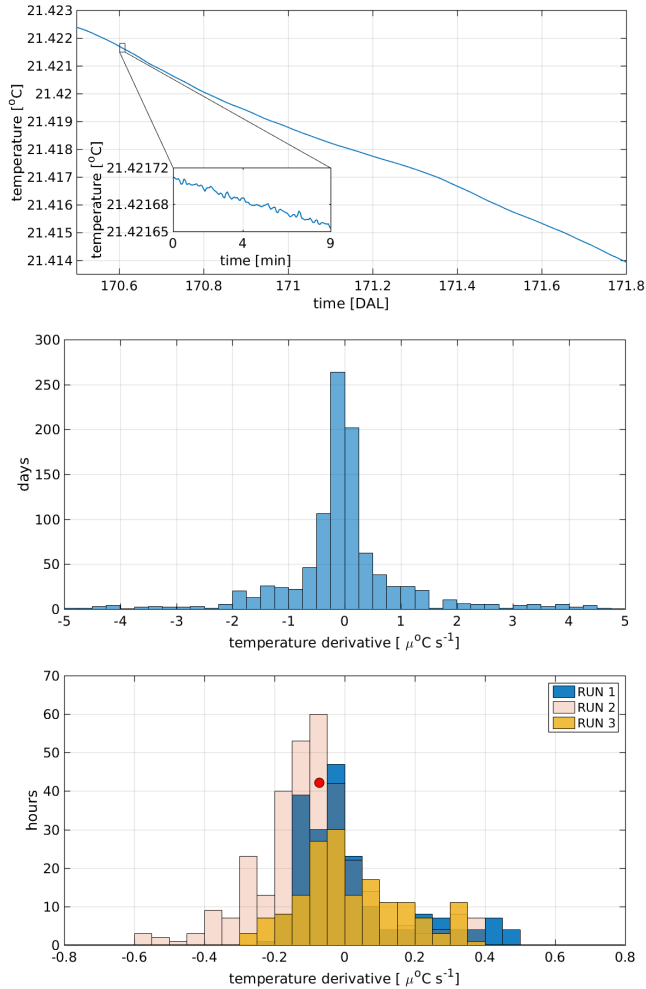 21.423
21.422
21.421
21.42
21.419
21.418
21.417
21.416
21.415
21.414
temperature [°C]
21.42172
21.42168
21.42165
temperature [°C]
0 4 9
time [min]
170.6 170.8 171 171.2 171.4 171.6 171.8
time [DAL]
300
250
200
150
100
50
0
days
-5 -4 -3 -2 -1 0 1 2 3 4 5
temperature derivative [ μ°C s⁻¹]
70
60
50
40
30
20
10
0
hours
RUN 1
RUN 2
RUN 3
-0.8 -0.6 -0.4 -0.2 0 0.2 0.4 0.6 0.8
temperature derivative [ μ°C s⁻¹]